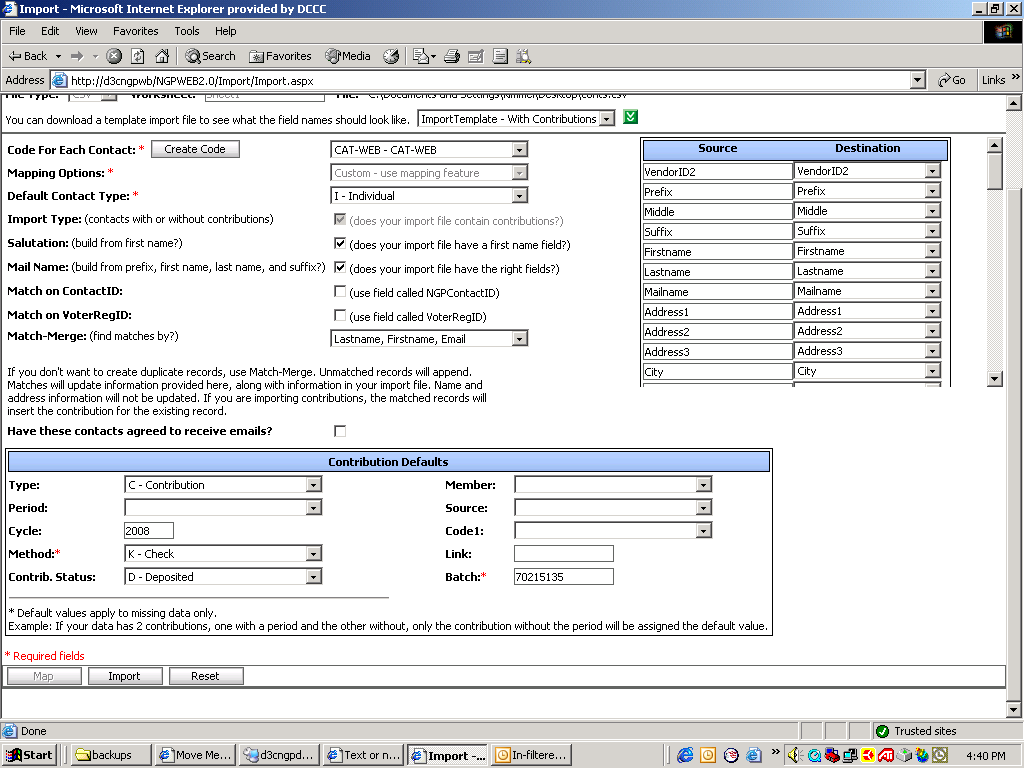 Import - Microsoft Internet Explorer provided by DCCC
File Edit View Favorites Tools Help
Back Search Favorites Media
Address http://d3cngpwb/NGPWEB2.0/Import/Import.aspx Go Links »
File Type: CSV Worksheet: Sheet1 File:
You can download a template import file to see what the field names should look like. ImportTemplate - With Contributions
Code For Each Contact: * Create Code CAT-WEB - CAT-WEB
Mapping Options: * Custom - use mapping feature
Default Contact Type: * I - Individual
Import Type: (contacts with or without contributions) (does your import file contain contributions?)
Salutation: (build from first name?) (does your import file have a first name field?)
Mail Name: (build from prefix, first name, last name, and suffix?) (does your import file have the right fields?)
Match on ContactID: (use field called NGPContactID)
Match on VoterRegID: (use field called VoterRegID)
Match-Merge: (find matches by?) Lastname, Firstname, Email
If you don't want to create duplicate records, use Match-Merge. Unmatched records will append.
Matches will update information provided here, along with information in your import file. Name and
address information will not be updated. If you are importing contributions, the matched records will
insert the contribution for the existing record.
Have these contacts agreed to receive emails?
Source Destination
VendorID2 VendorID2
Prefix Prefix
Middle Middle
Suffix Suffix
Firstname Firstname
Lastname Lastname
Mailname Mailname
Address1 Address1
Address2 Address2
Address3 Address3
City City
Contribution Defaults
Type: C - Contribution Member:
Period: Source:
Cycle: 2008 Code1:
Method:* K - Check Link:
Contrib. Status: D - Deposited Batch:* 70215135
* Default values apply to missing data only.
Example: If your data has 2 contributions, one with a period and the other without, only the contribution without the period will be assigned the default value.
* Required fields
Map Import Reset
Done Trusted sites
Start backups Move Me... d3cngpd... Text or n... Import -... In-filtere... » 4:40 PM